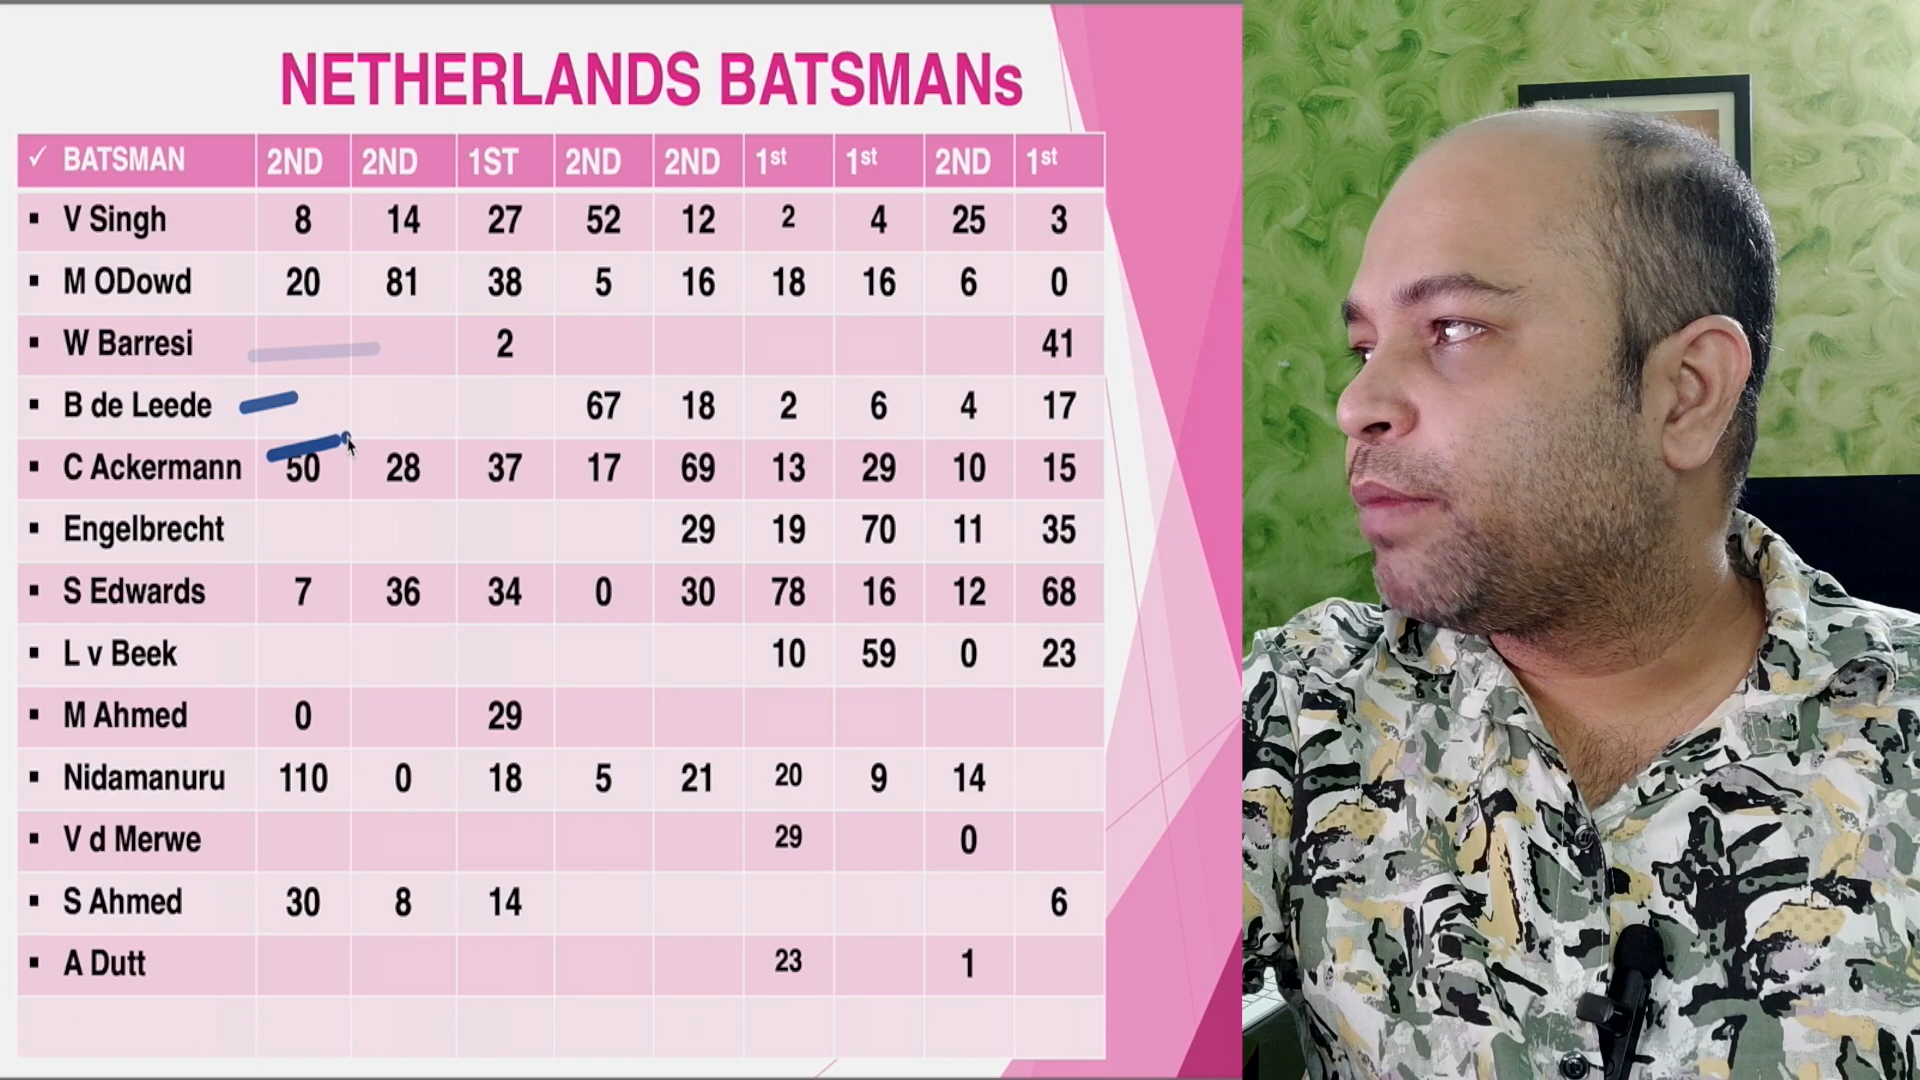 NETHERLANDS BATSMANs
✓ BATSMAN 2ND 2ND 1ST 2ND 2ND 1st 1st 2ND 1st
▪ V Singh 8 14 27 52 12 2 4 25 3
▪ M ODowd 20 81 38 5 16 18 16 6 0
▪ W Barresi 2 41
▪ B de Leede 67 18 2 6 4 17
▪ C Ackermann 50 28 37 17 69 13 29 10 15
▪ Engelbrecht 29 19 70 11 35
▪ S Edwards 7 36 34 0 30 78 16 12 68
▪ L v Beek 10 59 0 23
▪ M Ahmed 0 29
▪ Nidamanuru 110 0 18 5 21 20 9 14
▪ V d Merwe 29 0
▪ S Ahmed 30 8 14 6
▪ A Dutt 23 1